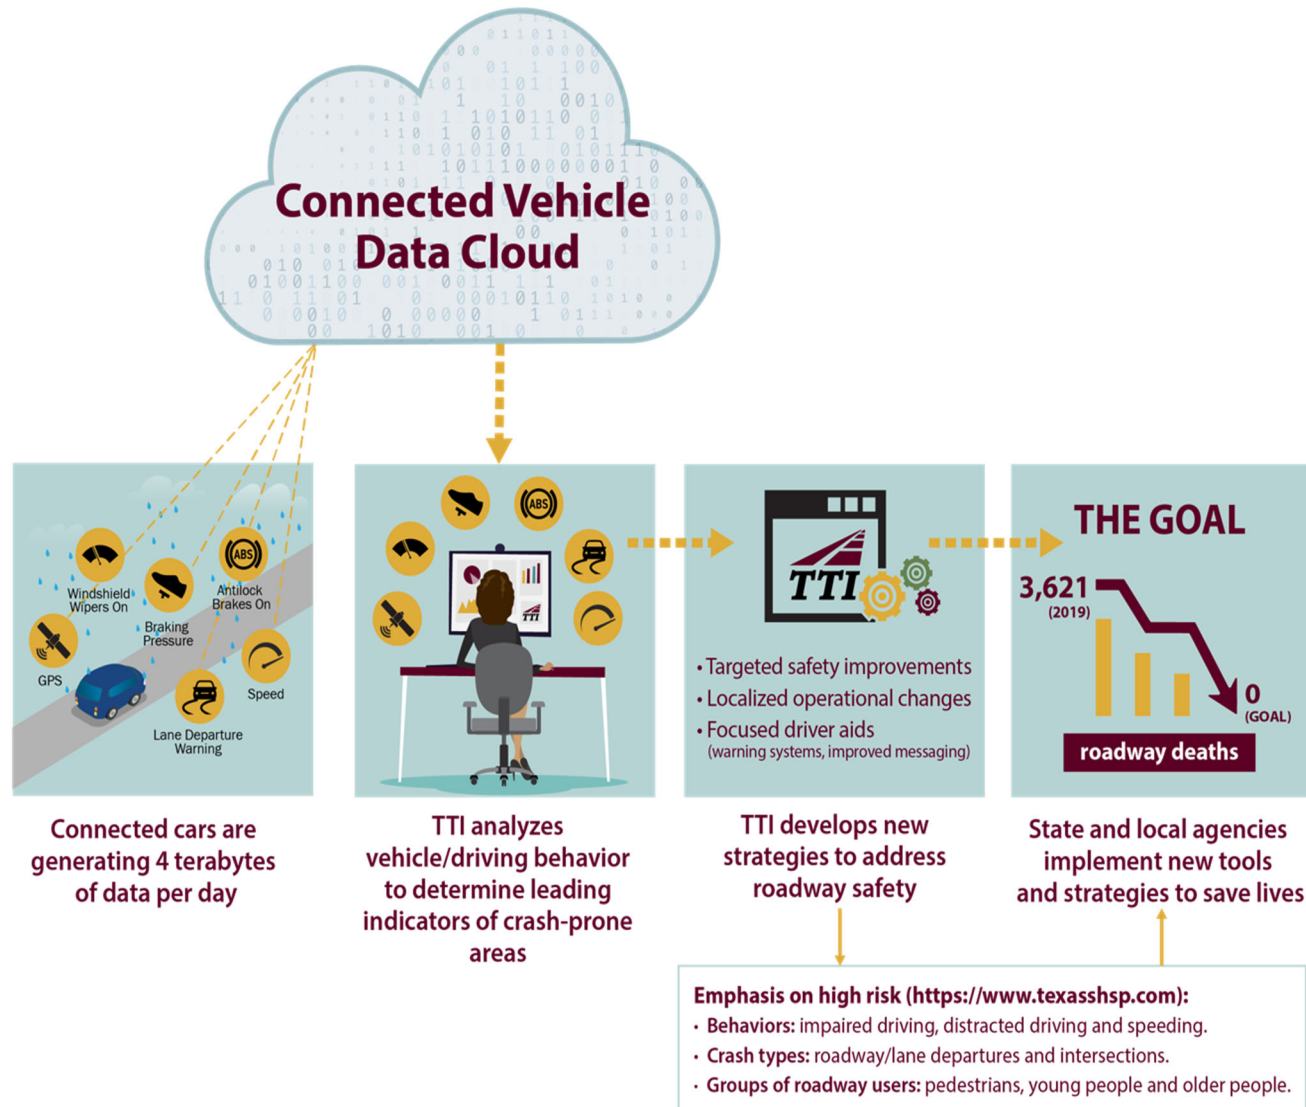 Connected Vehicle
Data Cloud
Windshield
Wipers On
ABS
Antilock
Brakes On
Braking
Pressure
GPS
Speed
Lane Departure
Warning
Connected cars are
generating 4 terabytes
of data per day
ABS
TTI
TTI analyzes
vehicle/driving behavior
to determine leading
indicators of crash-prone
areas
TTI
• Targeted safety improvements
• Localized operational changes
• Focused driver aids
(warning systems, improved messaging)
TTI develops new
strategies to address
roadway safety
THE GOAL
3,621
(2019)
0
(GOAL)
roadway deaths
State and local agencies
implement new tools
and strategies to save lives
Emphasis on high risk (https://www.texasshsp.com):
· Behaviors: impaired driving, distracted driving and speeding.
· Crash types: roadway/lane departures and intersections.
· Groups of roadway users: pedestrians, young people and older people.